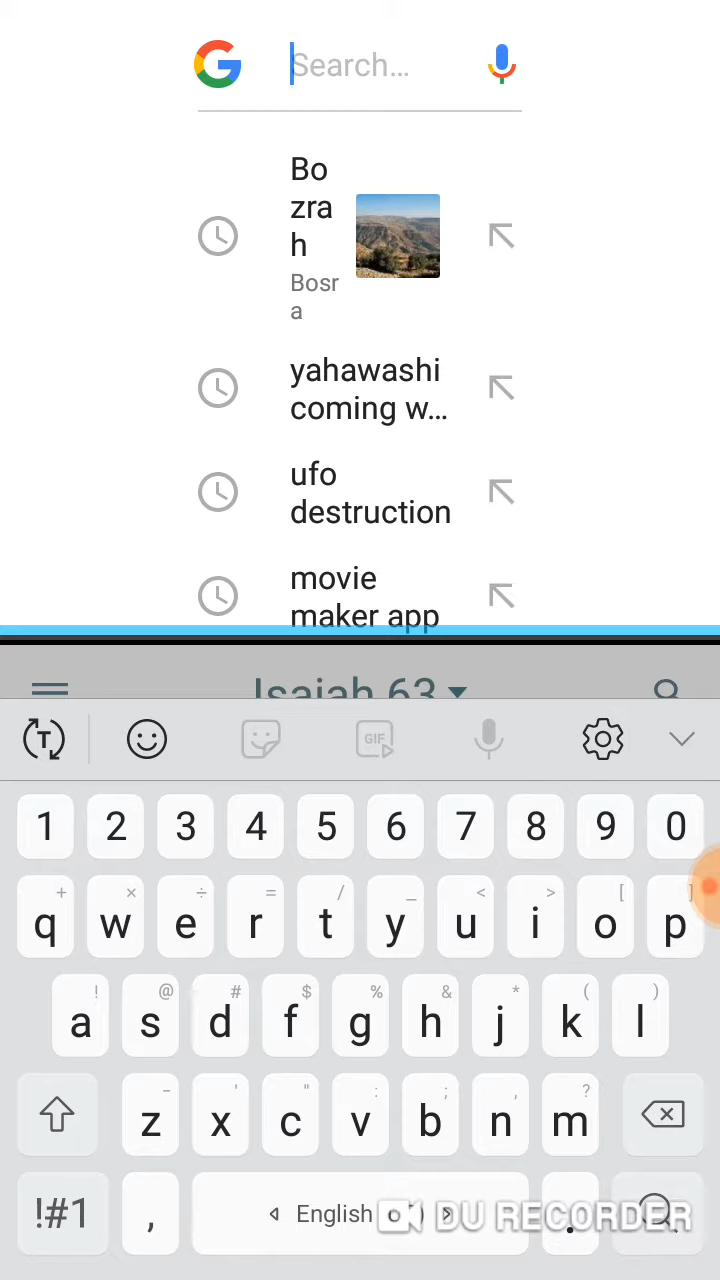 Search...
Bo
zra
h
Bosr
a
yahawashi
coming w...
ufo
destruction
movie
maker app
Isaiah 63
T
GIF
1 2 3 4 5 6 7 8 9 0
+ × ÷ = / _ < > [ ]
q w e r t y u i o p
! @ # $ % & * ( )
a s d f g h j k l
- ' " : ; , ?
z x c v b n m
!#1 , English .
DU RECORDER